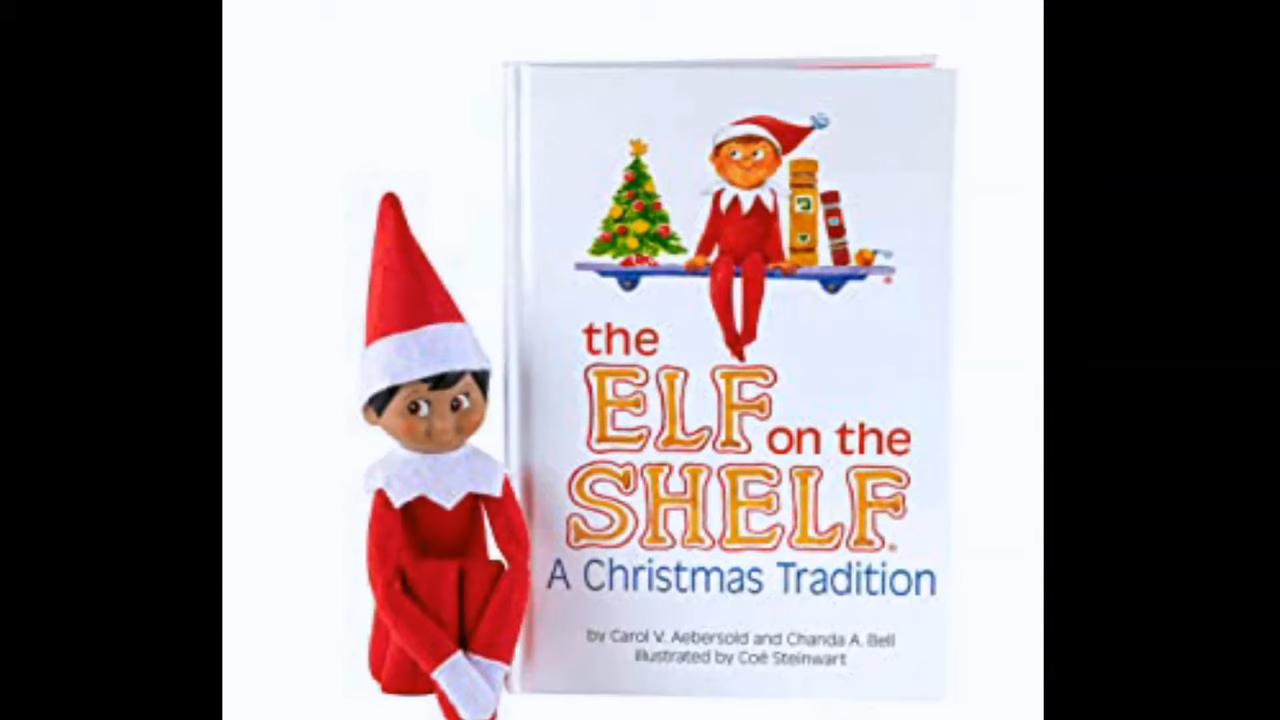 the
ELF on the
SHELF.
A Christmas Tradition
by Carol V. Aebersold and Chanda A. Bell
illustrated by Coë Steinwart